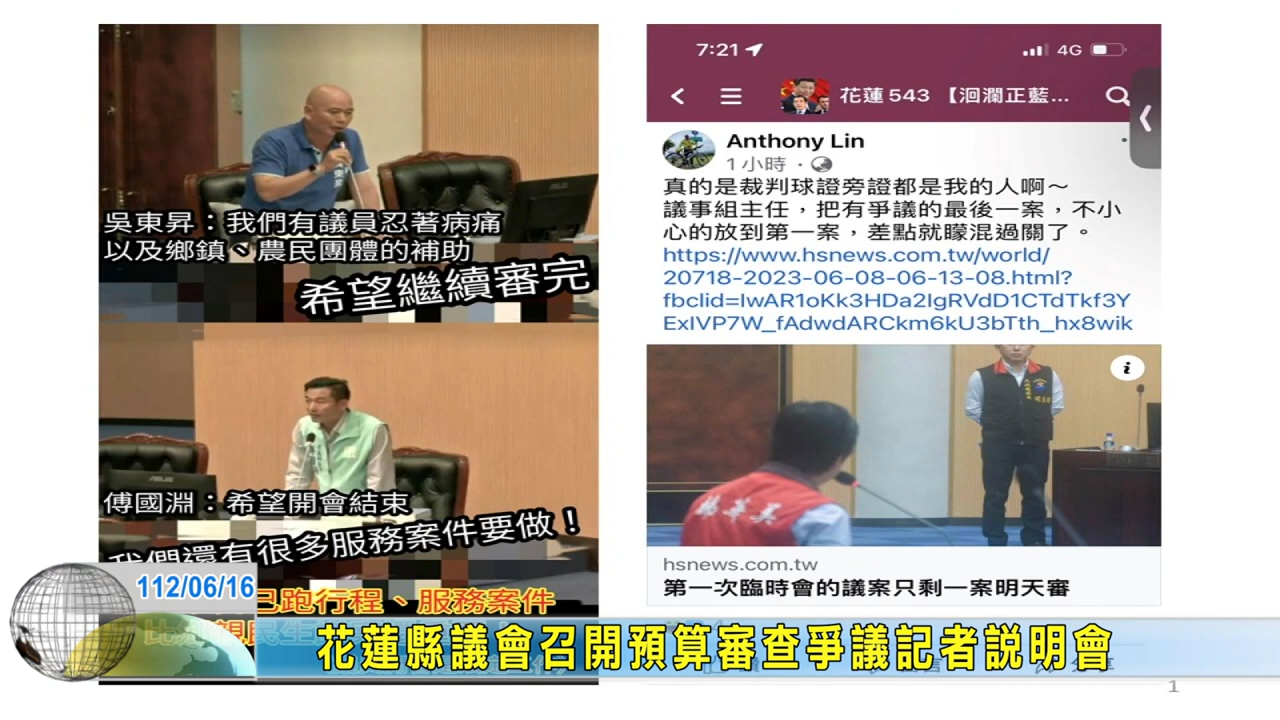 吳東昇：我們有議員忍著病痛
以及鄉鎮、農民團體的補助
希望繼續審完
傅國淵：希望開會結束
我們還有很多服務案件要做！
己跑行程、服務案件
7:21
4G
花蓮543 【洄瀾正藍...
Anthony Lin
1小時
真的是裁判球證旁證都是我的人啊～
議事組主任，把有爭議的最後一案，不小
心的放到第一案，差點就矇混過關了。
https://www.hsnews.com.tw/world/
20718-2023-06-08-06-13-08.html?
fbclid=IwAR1oKk3HDa2IgRVdD1CTdTkf3Y
ExIVP7W_fAdwdARCkm6kU3bTth_hx8wik
hsnews.com.tw
第一次臨時會的議案只剩一案明天審
112/06/16
花蓮縣議會召開預算審查爭議記者說明會
1